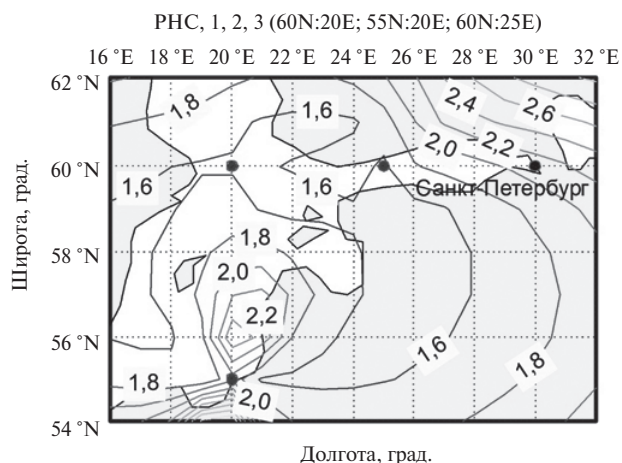 РНС, 1, 2, 3 (60N:20E; 55N:20E; 60N:25E)
16 °E 18 °E 20 °E 22 °E 24 °E 26 °E 28 °E 30 °E 32 °E
62 °N
1,8
1,6
2,4
2,6
2,0
2,2
60 °N
1,6
1,6
Санкт-Петербург
58 °N
1,8
2,0
2,2
56 °N
1,6
1,8
1,8
2,0
54 °N
Широта, град.
Долгота, град.